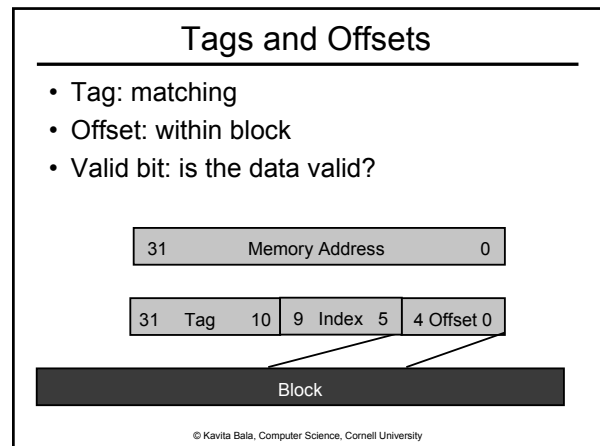 Tags and Offsets
• Tag: matching
• Offset: within block
• Valid bit: is the data valid?
31 Memory Address 0
31 Tag 10 9 Index 5 4 Offset 0
Block
© Kavita Bala, Computer Science, Cornell University